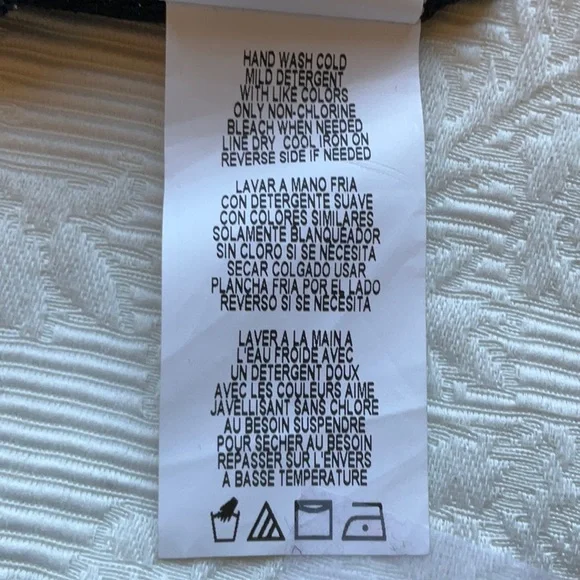 HAND WASH COLD
MILD DETERGENT
WITH LIKE COLORS
ONLY NON-CHLORINE
BLEACH WHEN NEEDED
LINE DRY COOL IRON ON
REVERSE SIDE IF NEEDED
LAVAR A MANO FRIA
CON DETERGENTE SUAVE
CON COLORES SIMILARES
SOLAMENTE BLANQUEADOR
SIN CLORO SI SE NECESITA
SECAR COLGADO USAR
PLANCHA FRIA POR EL LADO
REVERSO SI SE NECESITA
LAVER A LA MAIN A
L'EAU FROIDE AVEC
UN DETERGENT DOUX
AVEC LES COULEURS AIME
JAVELLISANT SANS CHLORE
AU BESOIN SUSPENDRE
POUR SECHER AU BESOIN
REPASSER SUR L'ENVERS
A BASSE TEMPERATURE